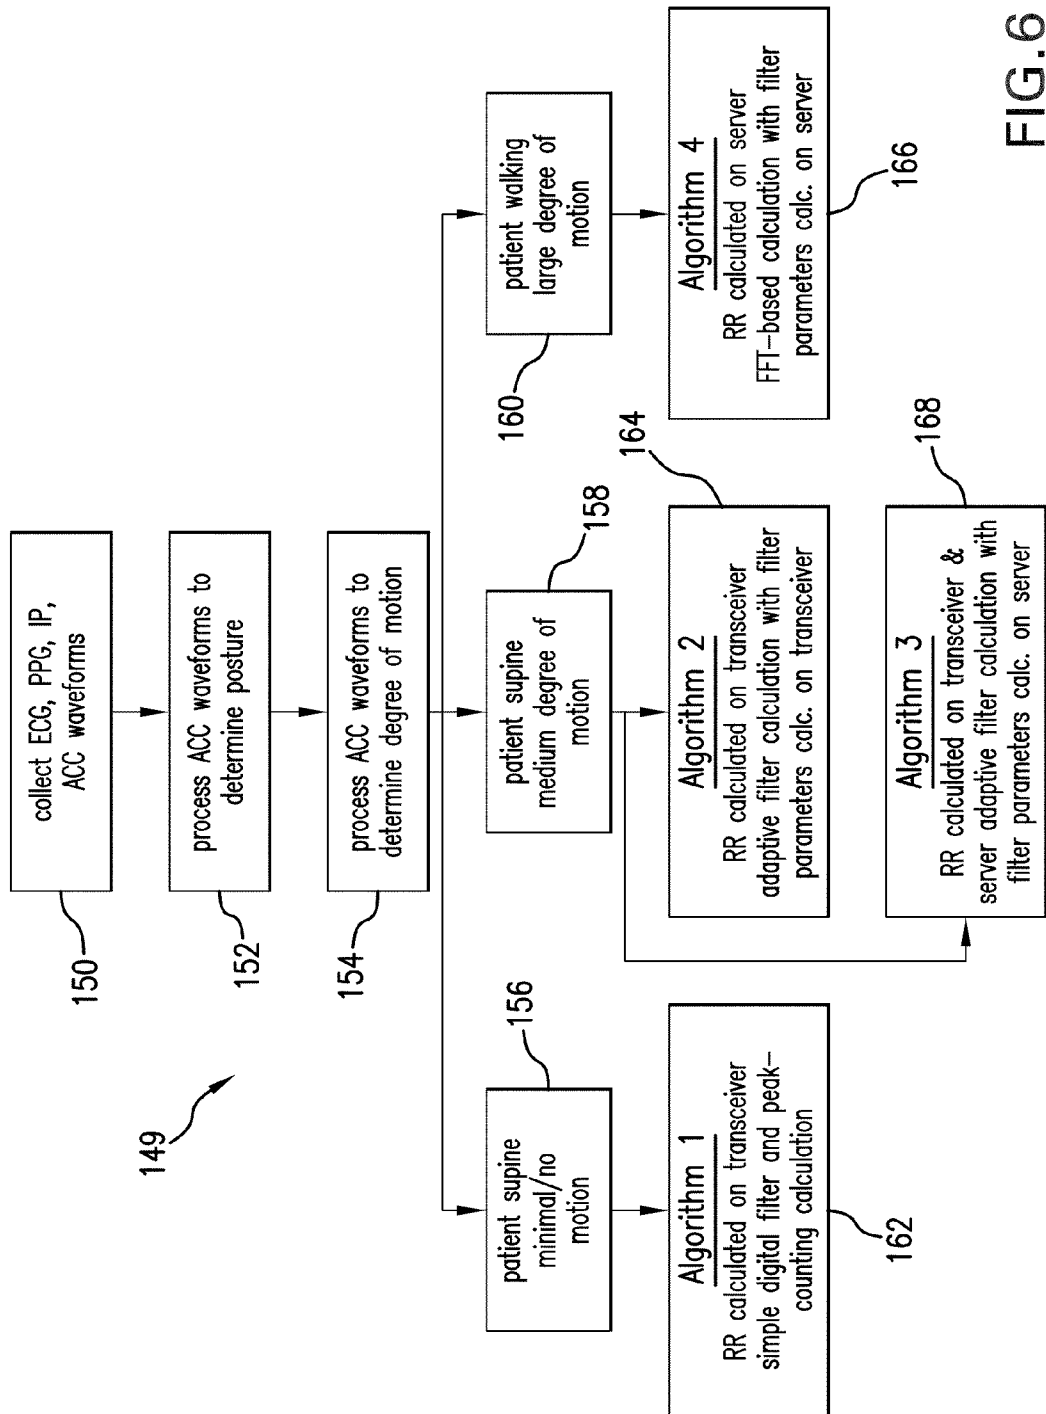 149
collect ECG, PPG, IP,
ACC waveforms
150
process ACC waveforms to
determine posture
152
process ACC waveforms to
determine degree of motion
154
patient supine
minimal/no
motion
156
patient supine
medium degree of
motion
158
patient walking
large degree of
motion
160
Algorithm 1
RR calculated on transceiver
simple digital filter and peak-
counting calculation
162
Algorithm 2
RR calculated on transceiver
adaptive filter calculation with filter
parameters calc. on transceiver
164
Algorithm 4
RR calculated on server
FFT-based calculation with filter
parameters calc. on server
166
Algorithm 3
RR calculated on transceiver &
server adaptive filter calculation with
filter parameters calc. on server
168
FIG.6